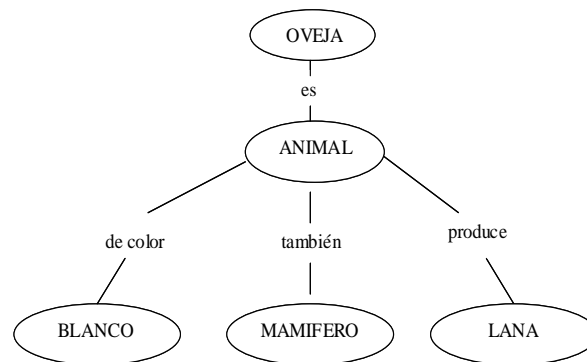 OVEJA
es
ANIMAL
de color
también
produce
BLANCO
MAMIFERO
LANA